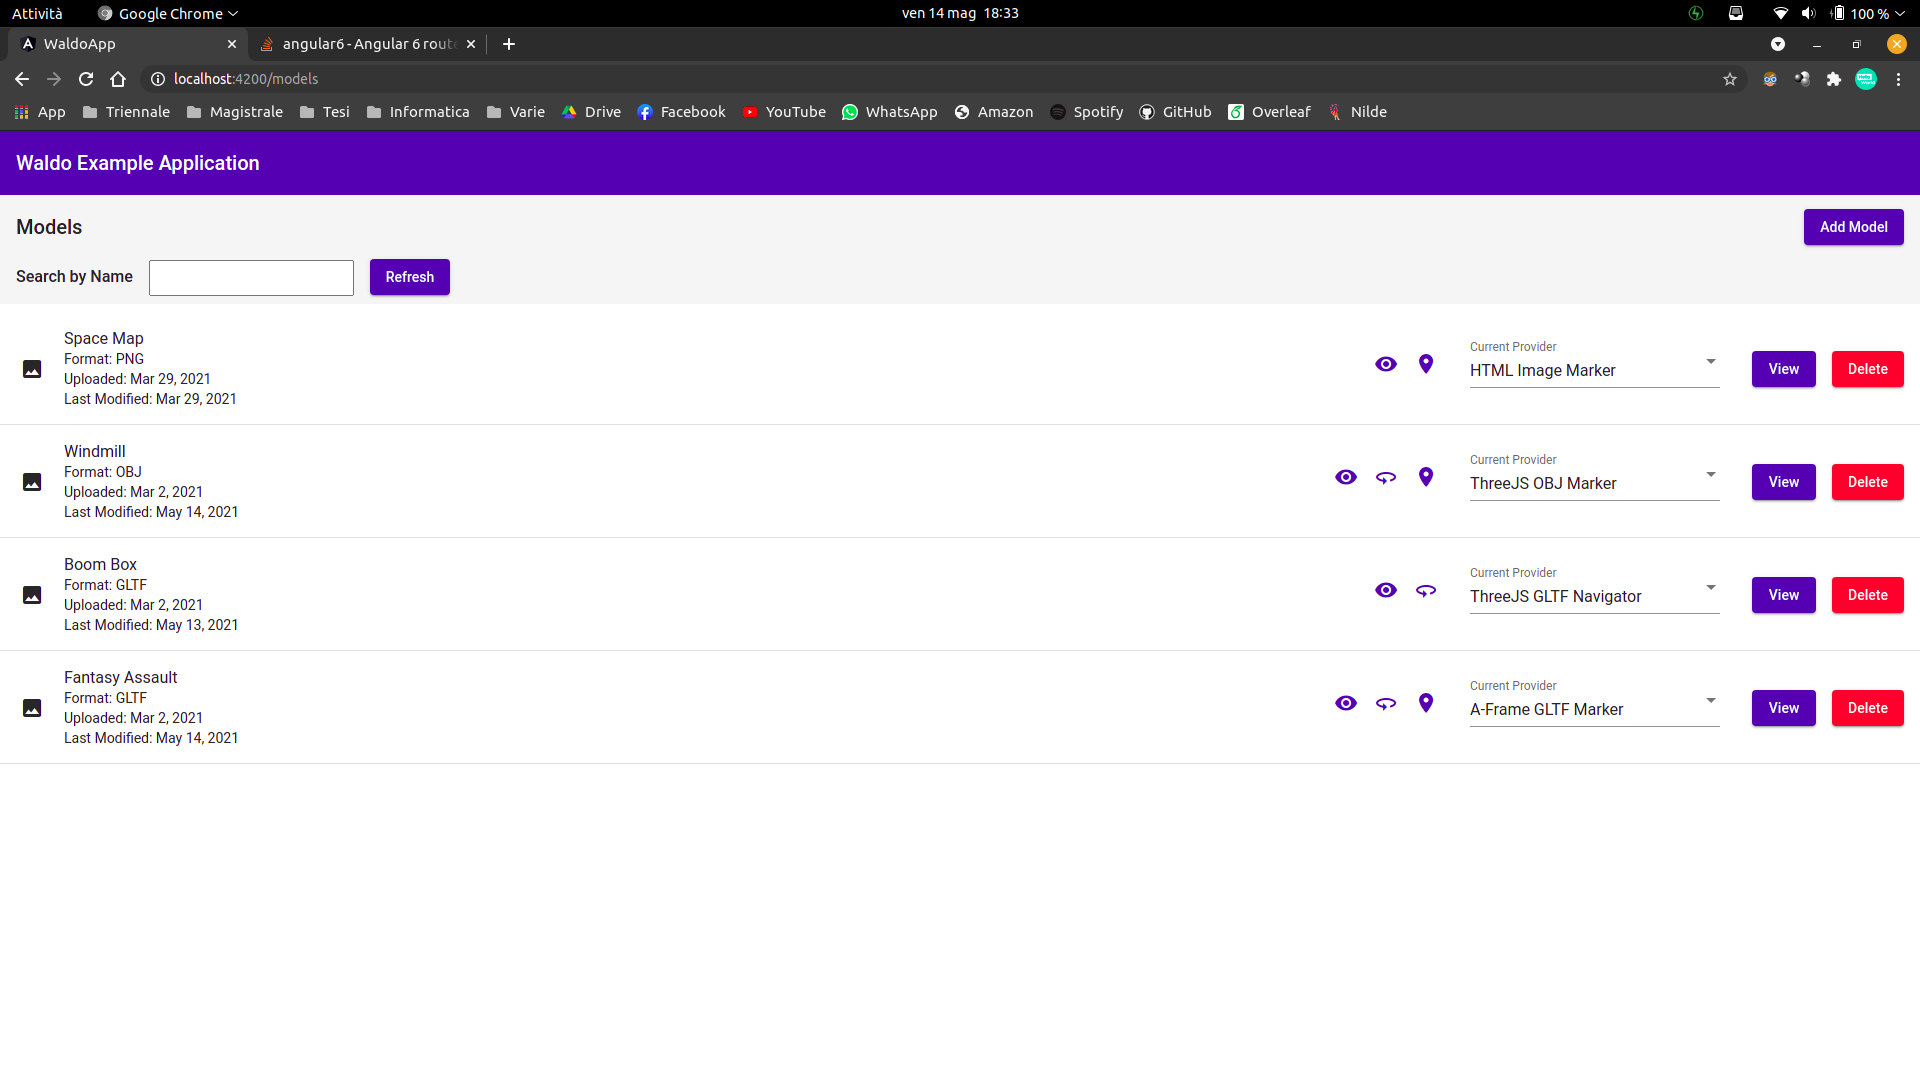 Attività Google Chrome ven 14 mag 18:33 100 %
WaldoApp angular6 - Angular 6 route
localhost:4200/models
App Triennale Magistrale Tesi Informatica Varie Drive Facebook YouTube WhatsApp Amazon Spotify GitHub Overleaf Nilde
Waldo Example Application
Models Add Model
Search by Name Refresh
Space Map
Format: PNG
Uploaded: Mar 29, 2021
Last Modified: Mar 29, 2021
Current Provider
HTML Image Marker
View Delete
Windmill
Format: OBJ
Uploaded: Mar 2, 2021
Last Modified: May 14, 2021
Current Provider
ThreeJS OBJ Marker
View Delete
Boom Box
Format: GLTF
Uploaded: Mar 2, 2021
Last Modified: May 13, 2021
Current Provider
ThreeJS GLTF Navigator
View Delete
Fantasy Assault
Format: GLTF
Uploaded: Mar 2, 2021
Last Modified: May 14, 2021
Current Provider
A-Frame GLTF Marker
View Delete